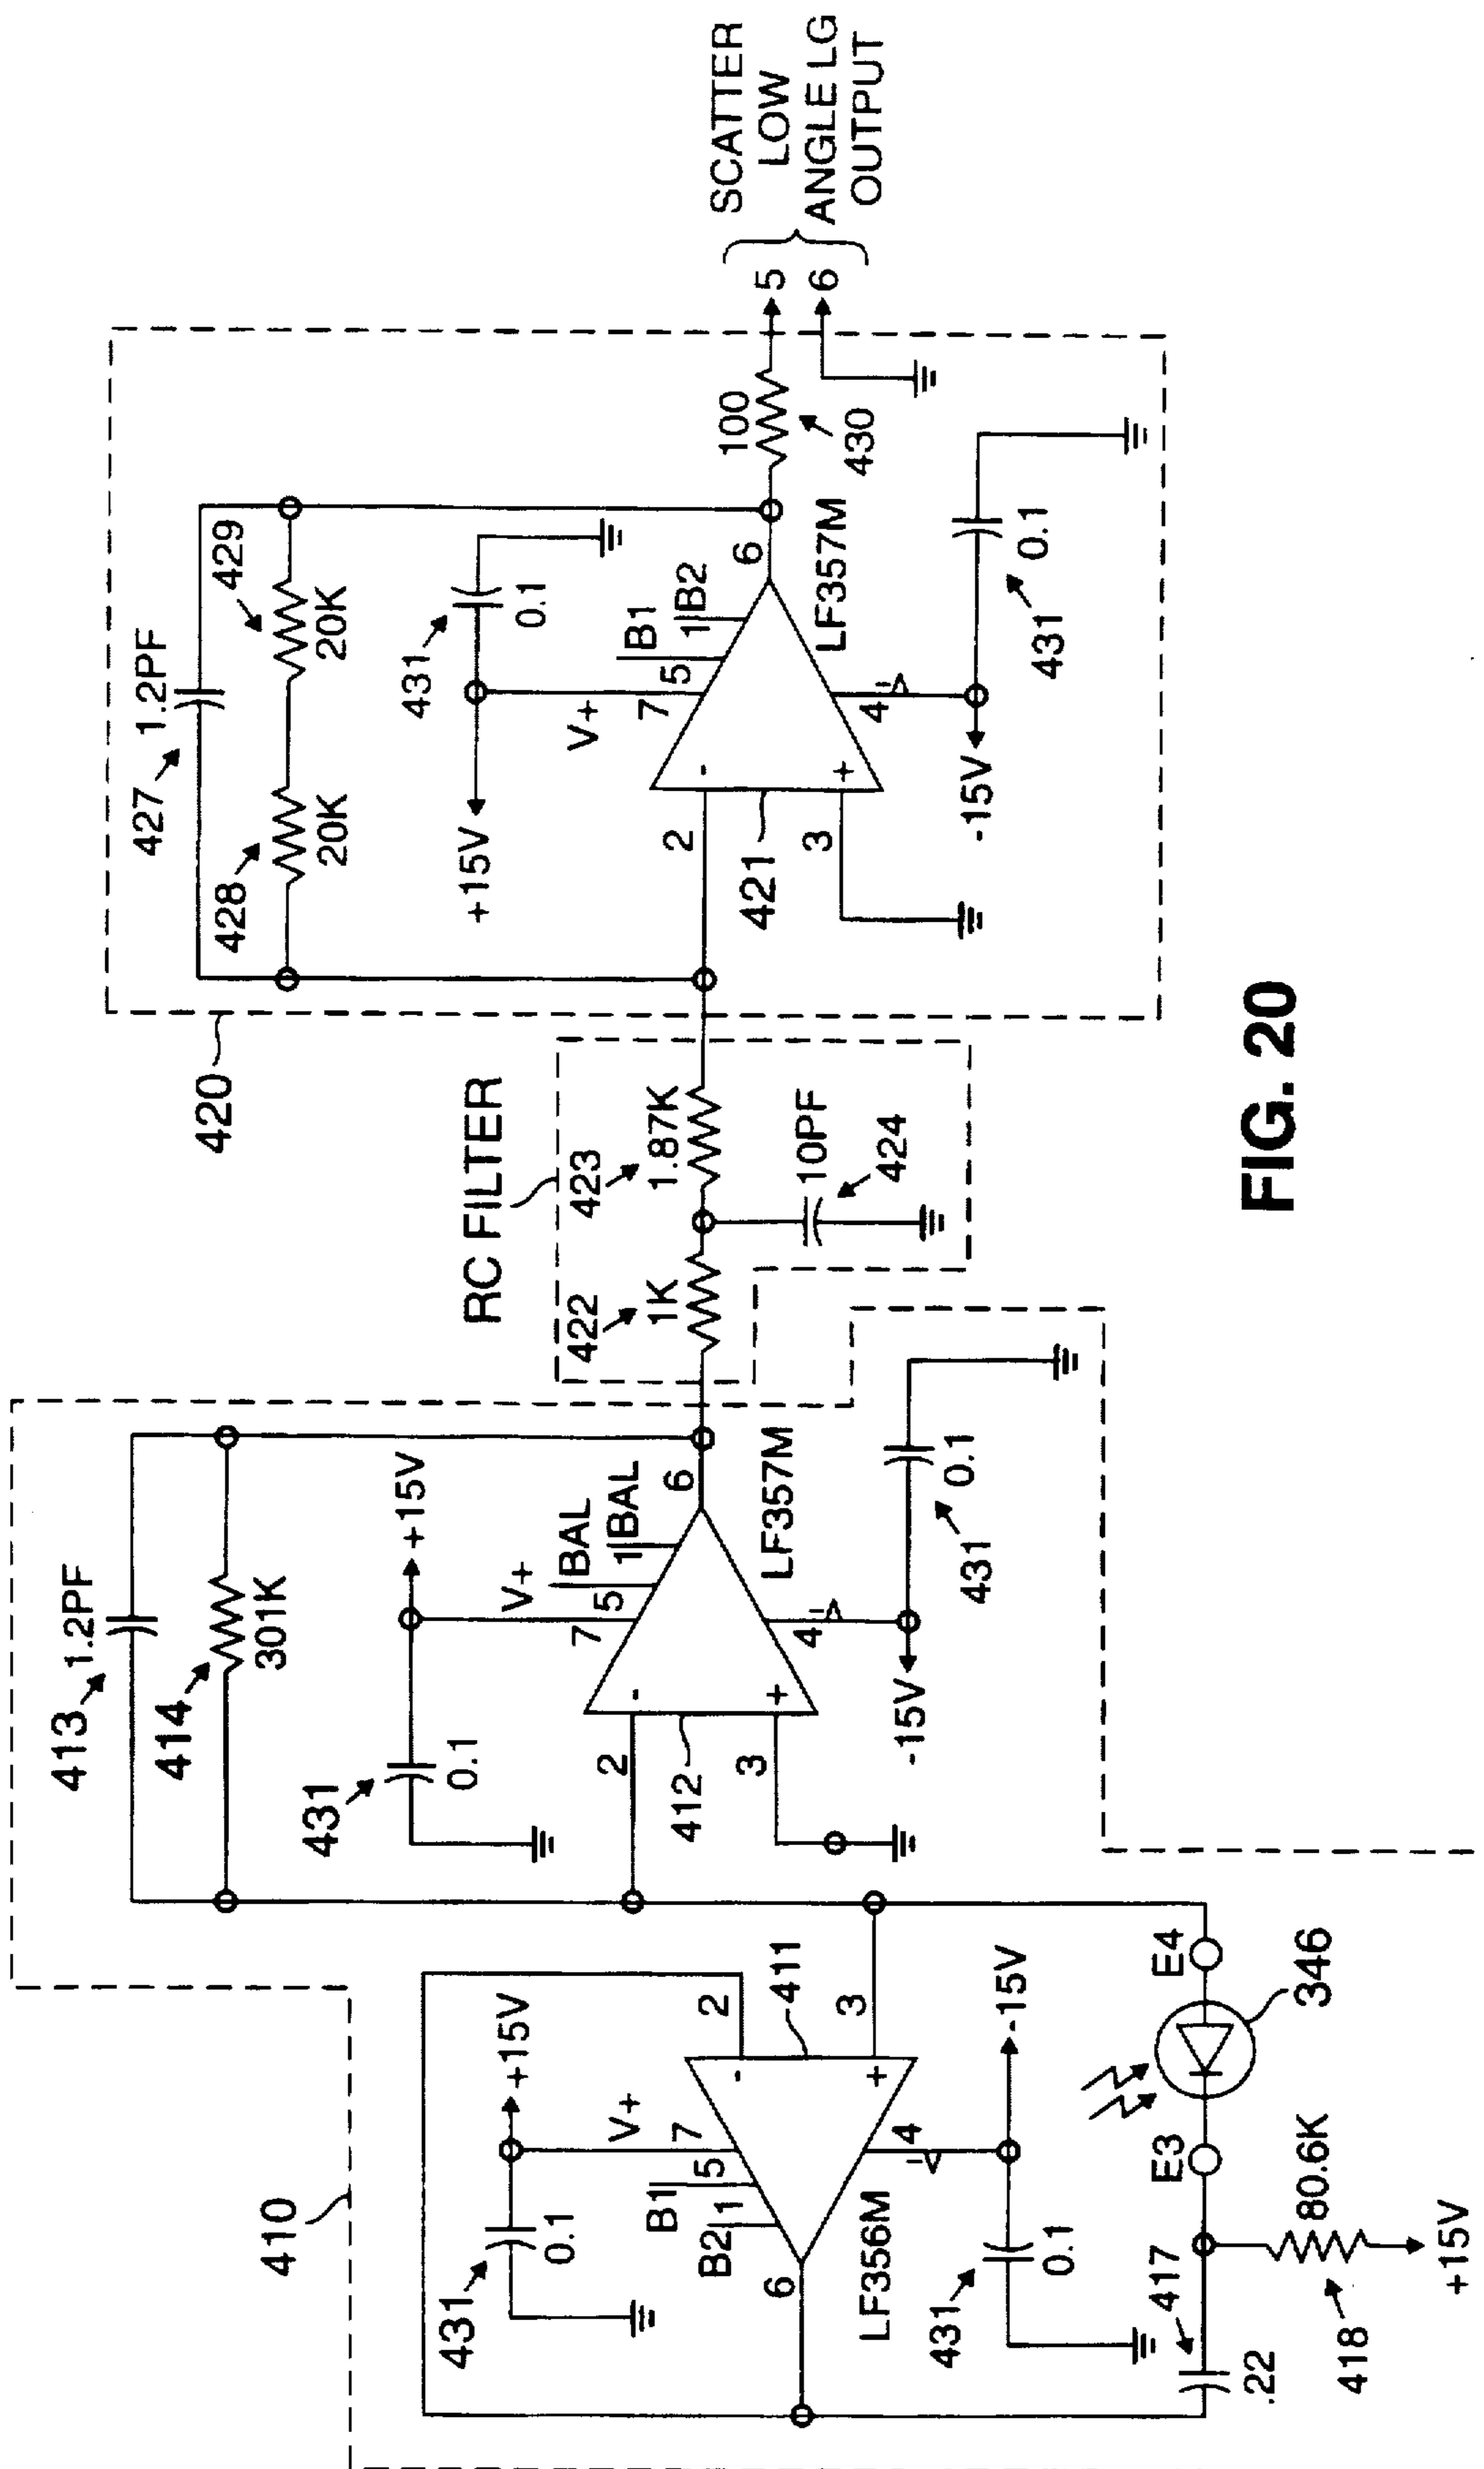 410
431
0.1
+15V
V+
7
5
B1
1
B2
2
-
411
+
3
6
LF356M
4
-V
-15V
431
0.1
E3
E4
346
417
.22
418
80.6K
+15V
413
1.2PF
414
301K
431
0.1
+15V
V+
7
5
BAL
1
BAL
2
-
412
+
3
6
LF357M
4
-V
-15V
431
0.1
RC FILTER
422
1K
423
1.87K
10PF
424
420
427
1.2PF
428
20K
429
20K
+15V
431
0.1
V+
7
5
B1
1
B2
2
-
421
+
3
6
LF357M
4
-V
-15V
431
0.1
100
430
5
6
SCATTER
LOW
ANGLE LG
OUTPUT
FIG. 20